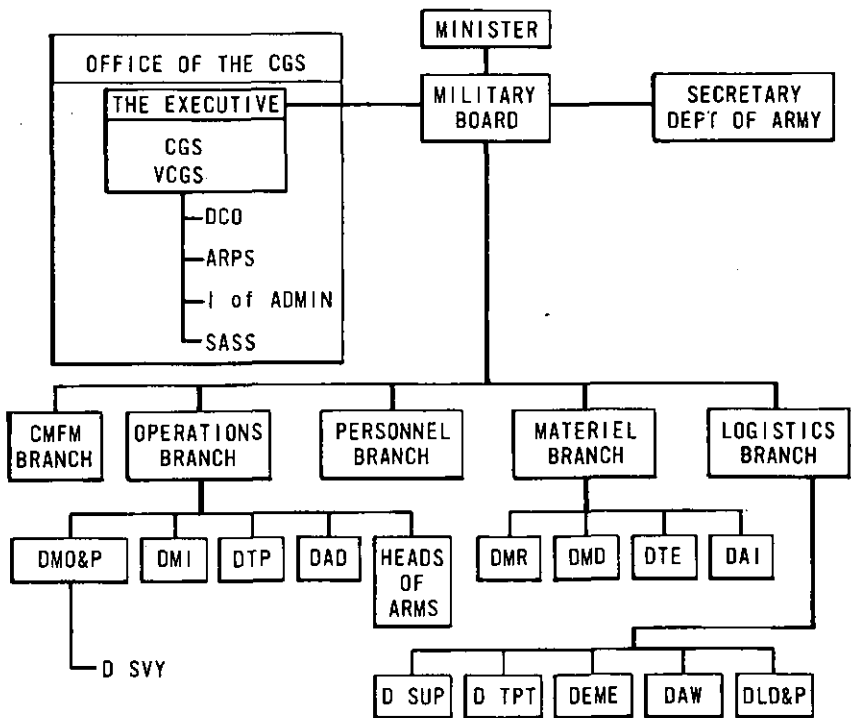 MINISTER
OFFICE OF THE CGS
THE EXECUTIVE
CGS
VCGS
DCO
ARPS
I of ADMIN
SASS
MILITARY
BOARD
SECRETARY
DEPT OF ARMY
CMFM
BRANCH
OPERATIONS
BRANCH
PERSONNEL
BRANCH
MATERIEL
BRANCH
LOGISTICS
BRANCH
DMO&P
DMI
DTP
DAD
HEADS
OF
ARMS
DMR
DMD
DTE
DAI
D SVY
D SUP
D TPT
DEME
DAW
DLD&P